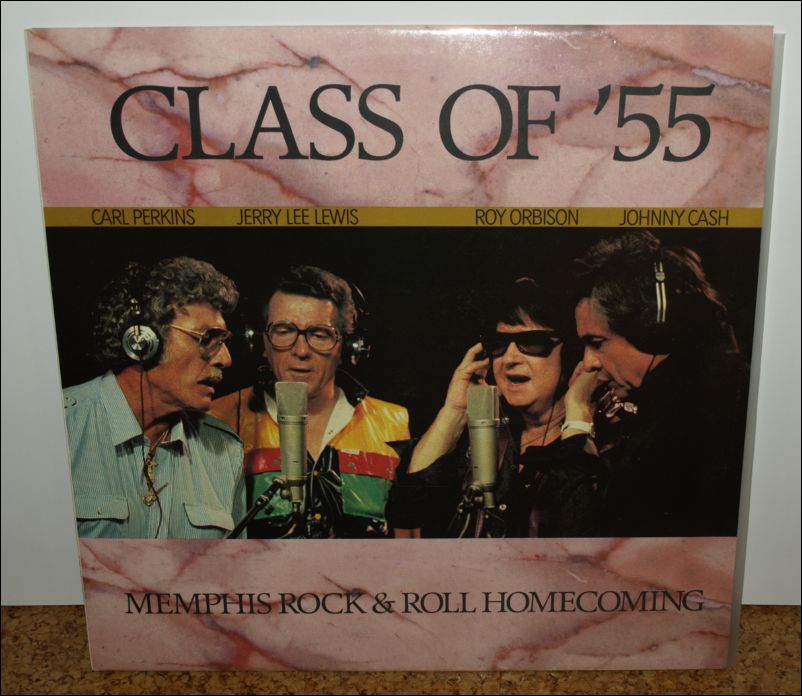 CLASS OF '55
CARL PERKINS JERRY LEE LEWIS ROY ORBISON JOHNNY CASH
MEMPHIS ROCK & ROLL HOMECOMING